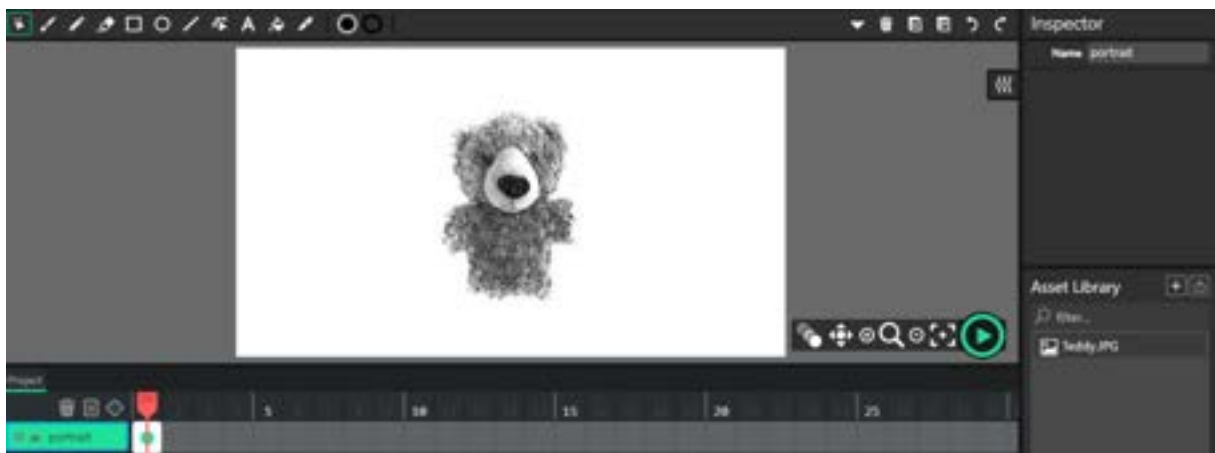 A
Inspector
Name portrait
Asset Library
filter...
Teddy.JPG
Project
5 10 15 20 25
portrait